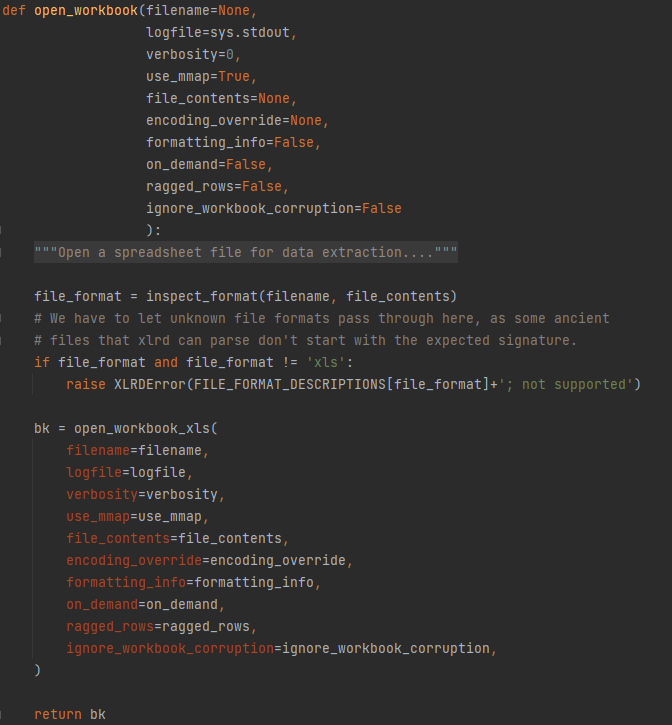 def open_workbook(filename=None,
                  logfile=sys.stdout,
                  verbosity=0,
                  use_mmap=True,
                  file_contents=None,
                  encoding_override=None,
                  formatting_info=False,
                  on_demand=False,
                  ragged_rows=False,
                  ignore_workbook_corruption=False
                  ):
    """Open a spreadsheet file for data extraction...."""

    file_format = inspect_format(filename, file_contents)
    # We have to let unknown file formats pass through here, as some ancient
    # files that xlrd can parse don't start with the expected signature.
    if file_format and file_format != 'xls':
        raise XLRDError(FILE_FORMAT_DESCRIPTIONS[file_format]+'; not supported')

    bk = open_workbook_xls(
        filename=filename,
        logfile=logfile,
        verbosity=verbosity,
        use_mmap=use_mmap,
        file_contents=file_contents,
        encoding_override=encoding_override,
        formatting_info=formatting_info,
        on_demand=on_demand,
        ragged_rows=ragged_rows,
        ignore_workbook_corruption=ignore_workbook_corruption,
    )

    return bk